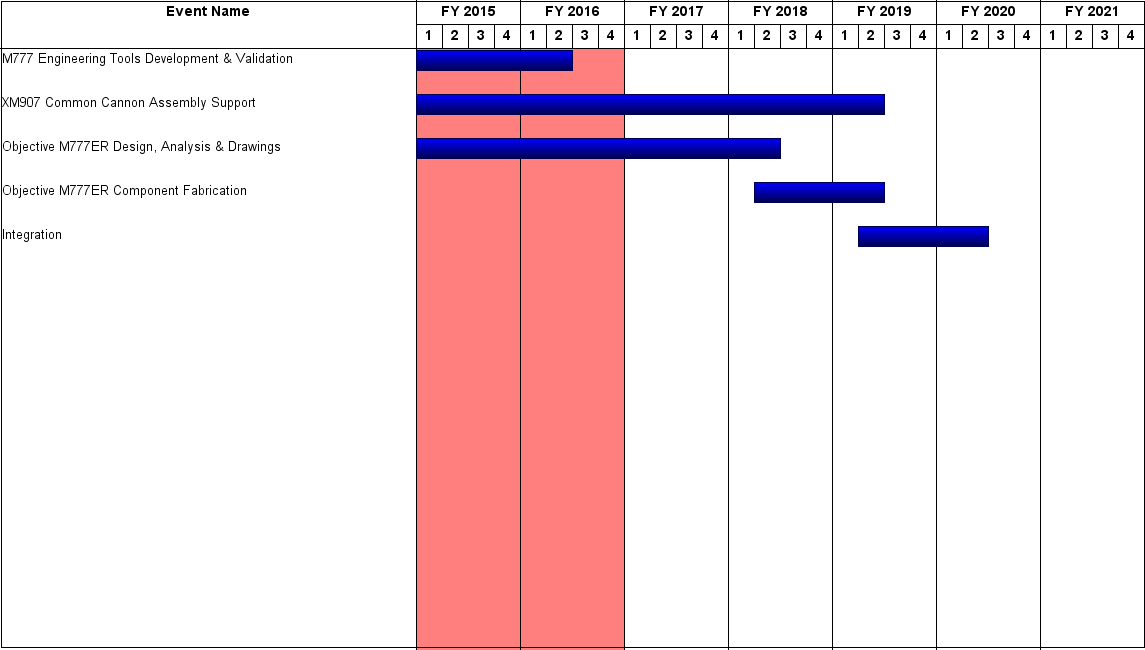 Event Name FY 2015 FY 2016 FY 2017 FY 2018 FY 2019 FY 2020 FY 2021
1 2 3 4 1 2 3 4 1 2 3 4 1 2 3 4 1 2 3 4 1 2 3 4 1 2 3 4
M777 Engineering Tools Development & Validation
XM907 Common Cannon Assembly Support
Objective M777ER Design, Analysis & Drawings
Objective M777ER Component Fabrication
Integration